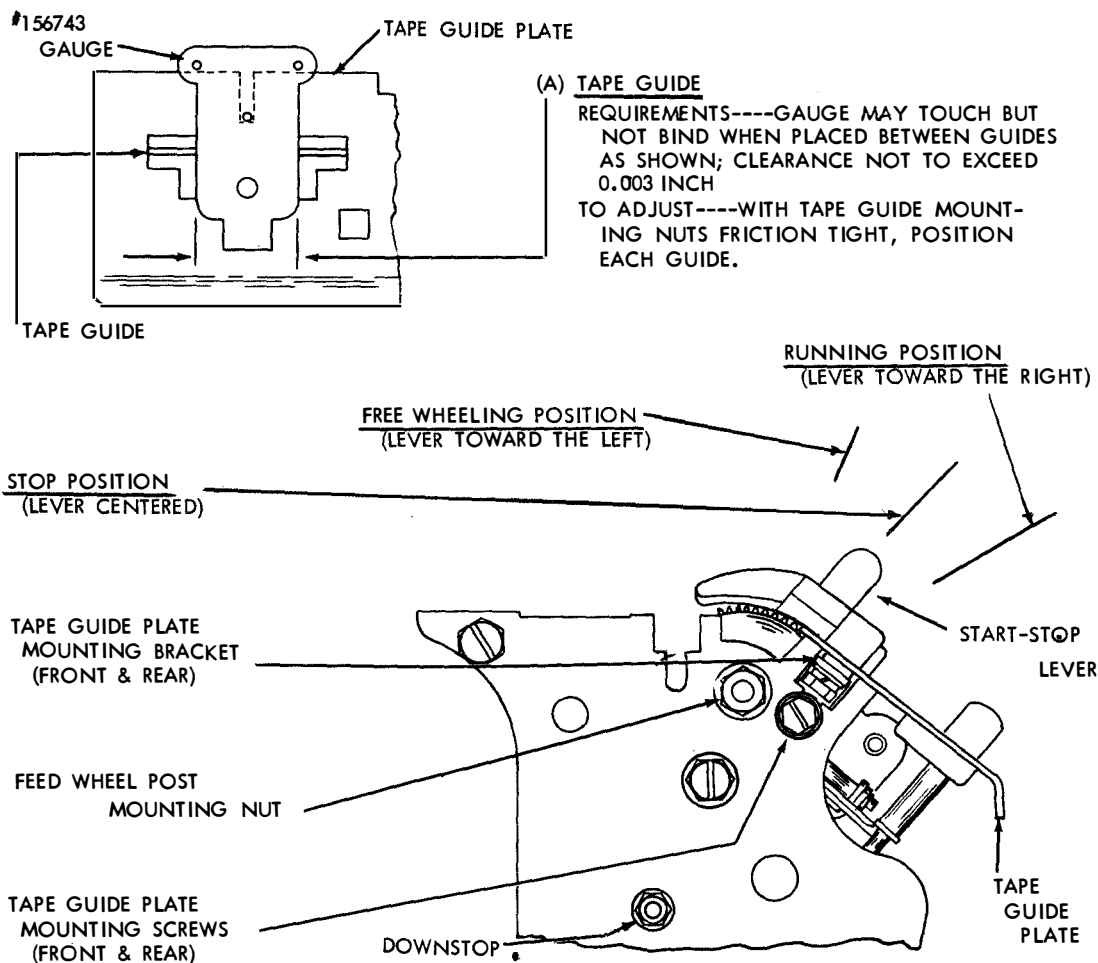 #156743
GAUGE
TAPE GUIDE PLATE
(A) TAPE GUIDE
REQUIREMENTS----GAUGE MAY TOUCH BUT
NOT BIND WHEN PLACED BETWEEN GUIDES
AS SHOWN; CLEARANCE NOT TO EXCEED
0.003 INCH
TO ADJUST----WITH TAPE GUIDE MOUNT-
ING NUTS FRICTION TIGHT, POSITION
EACH GUIDE.
TAPE GUIDE
RUNNING POSITION
(LEVER TOWARD THE RIGHT)
FREE WHEELING POSITION
(LEVER TOWARD THE LEFT)
STOP POSITION
(LEVER CENTERED)
START-STOP
LEVER
TAPE GUIDE PLATE
MOUNTING BRACKET
(FRONT & REAR)
FEED WHEEL POST
MOUNTING NUT
TAPE GUIDE PLATE
MOUNTING SCREWS
(FRONT & REAR)
DOWNSTOP
TAPE
GUIDE
PLATE